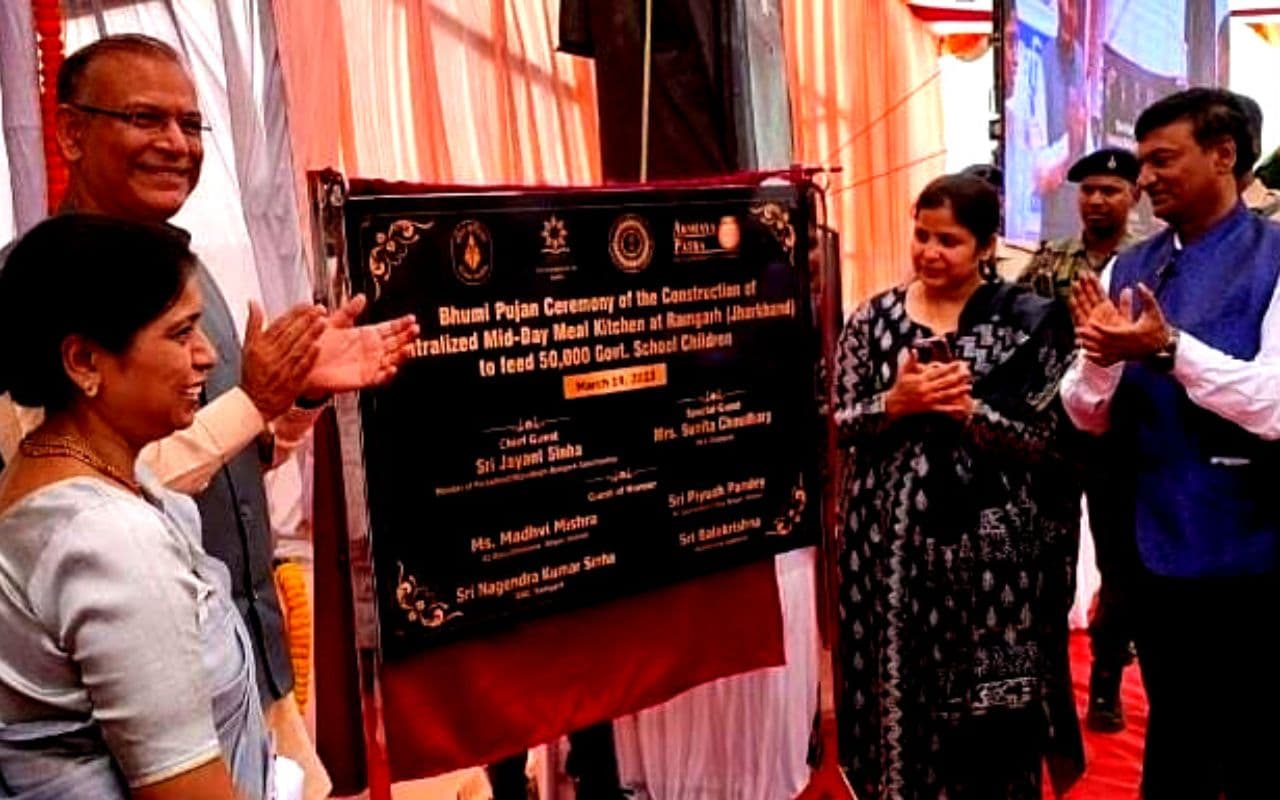 AKSHAYA
PATRA
Bhumi Pujan Ceremony of the Construction of
ntralized Mid-Day Meal Kitchen at Ramgarh (Jharkhand)
to feed 50,000 Govt. School Children
March 19, 2023
Chief Guest
Sri Jayant Sinha
Special Guest
Mrs. Sunita Choudhary
Guest of Honour
Ms. Madhvi Mishra
Sri Piyush Pandey
Sri Nagendra Kumar Sinha
Sri Balakrishna